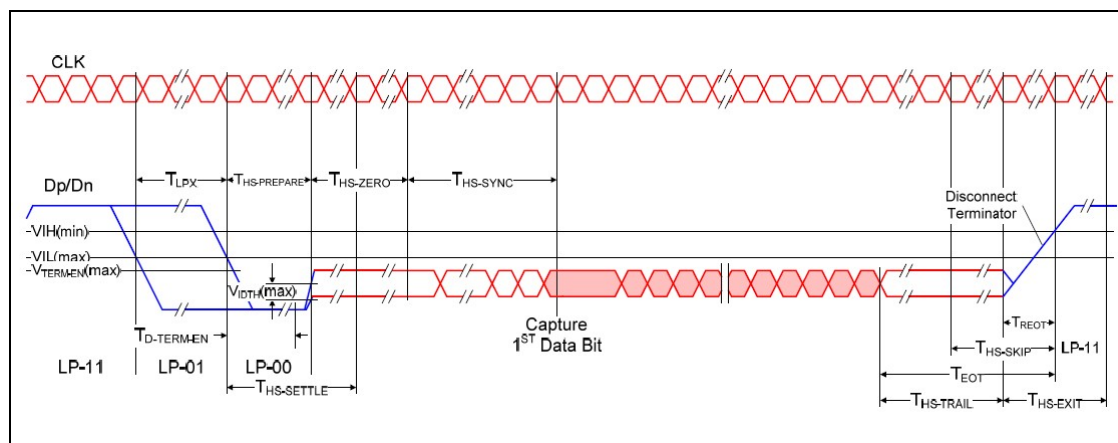 CLK
TLPX
THS-PREPARE
THS-ZERO
THS-SYNC
Dp/Dn
Disconnect
Terminator
VIH(min)
VIL(max)
VTERM-EN(max)
VIDTH(max)
Capture
1ST Data Bit
TD-TERM-EN
TREOT
LP-11
LP-01
LP-00
THS-SKIP
LP-11
THS-SETTLE
TEOT
THS-TRAIL
THS-EXIT